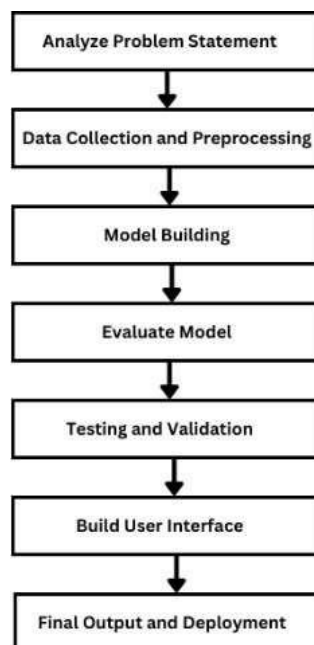 Analyze Problem Statement
Data Collection and Preprocessing
Model Building
Evaluate Model
Testing and Validation
Build User Interface
Final Output and Deployment